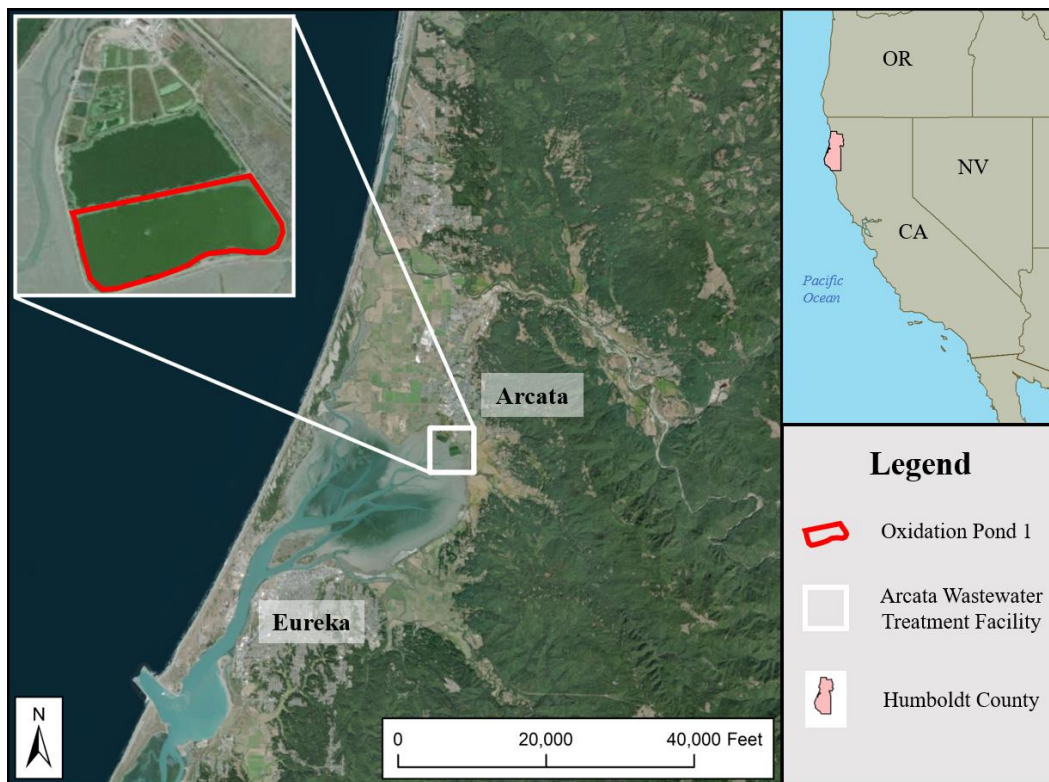 Arcata
Eureka
N
0 20,000 40,000 Feet
OR
NV
CA
Pacific
Ocean
Legend
Oxidation Pond 1
Arcata Wastewater
Treatment Facility
Humboldt County